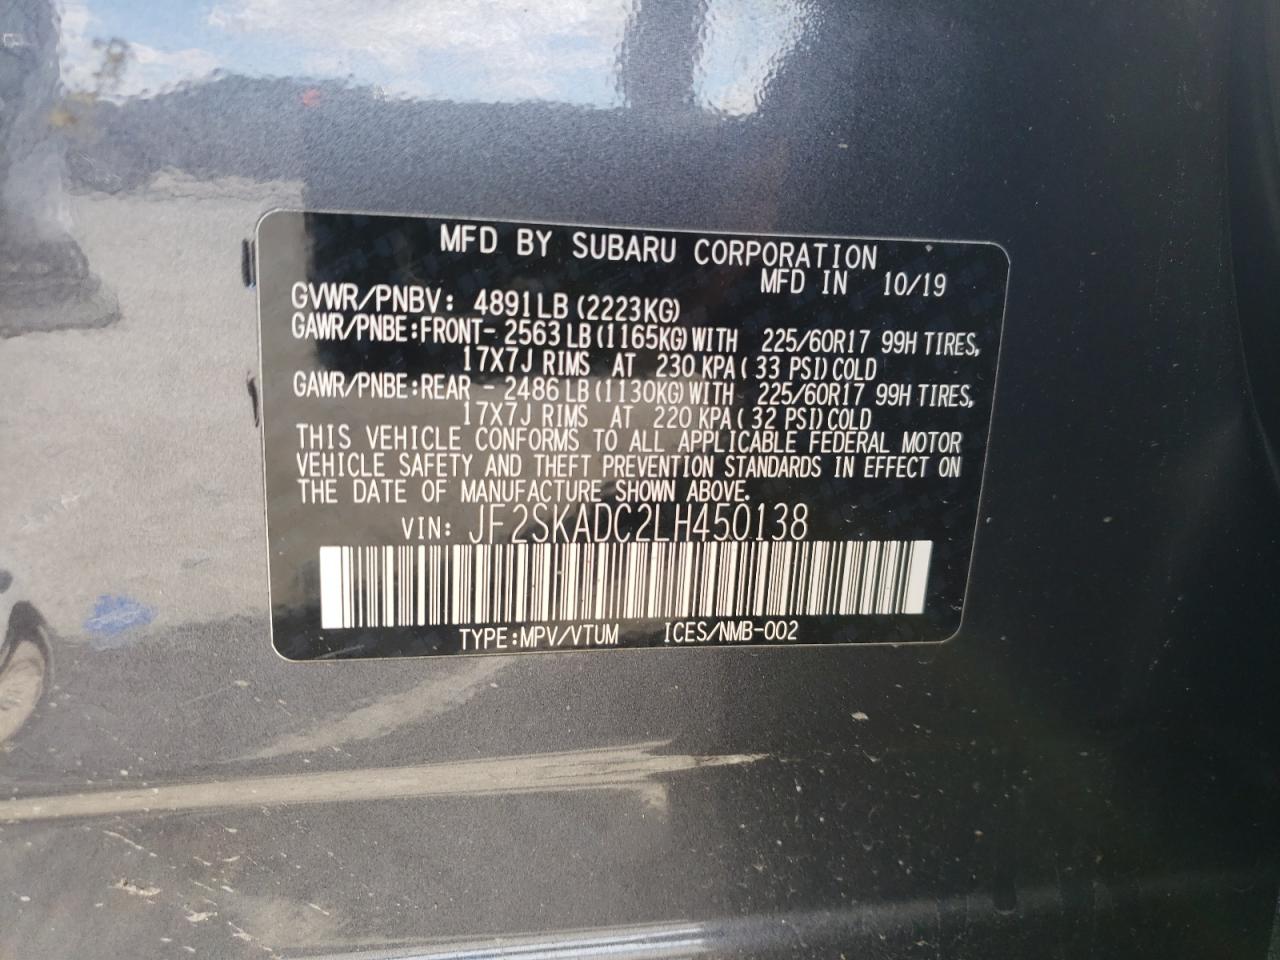 MFD BY SUBARU CORPORATION
MFD IN 10/19
GVWR/PNBV: 4891LB (2223KG)
GAWR/PNBE:FRONT- 2563 LB (1165KG) WITH 225/60R17 99H TIRES,
17X7J RIMS AT 230 KPA ( 33 PSI) COLD
GAWR/PNBE:REAR - 2486 LB (1130KG) WITH 225/60R17 99H TIRES,
17X7J RIMS AT 220 KPA ( 32 PSI) COLD
THIS VEHICLE CONFORMS TO ALL APPLICABLE FEDERAL MOTOR
VEHICLE SAFETY AND THEFT PREVENTION STANDARDS IN EFFECT ON
THE DATE OF MANUFACTURE SHOWN ABOVE.
VIN: JF2SKADC2LH450138
TYPE:MPV/VTUM ICES/NMB-002